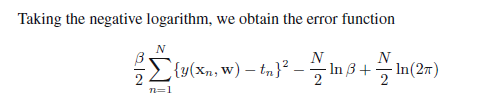 Taking the negative logarithm, we obtain the error function
β/2 ∑_{n=1}^{N} {y(x_n, w) − t_n}² − N/2 ln β + N/2 ln(2π)